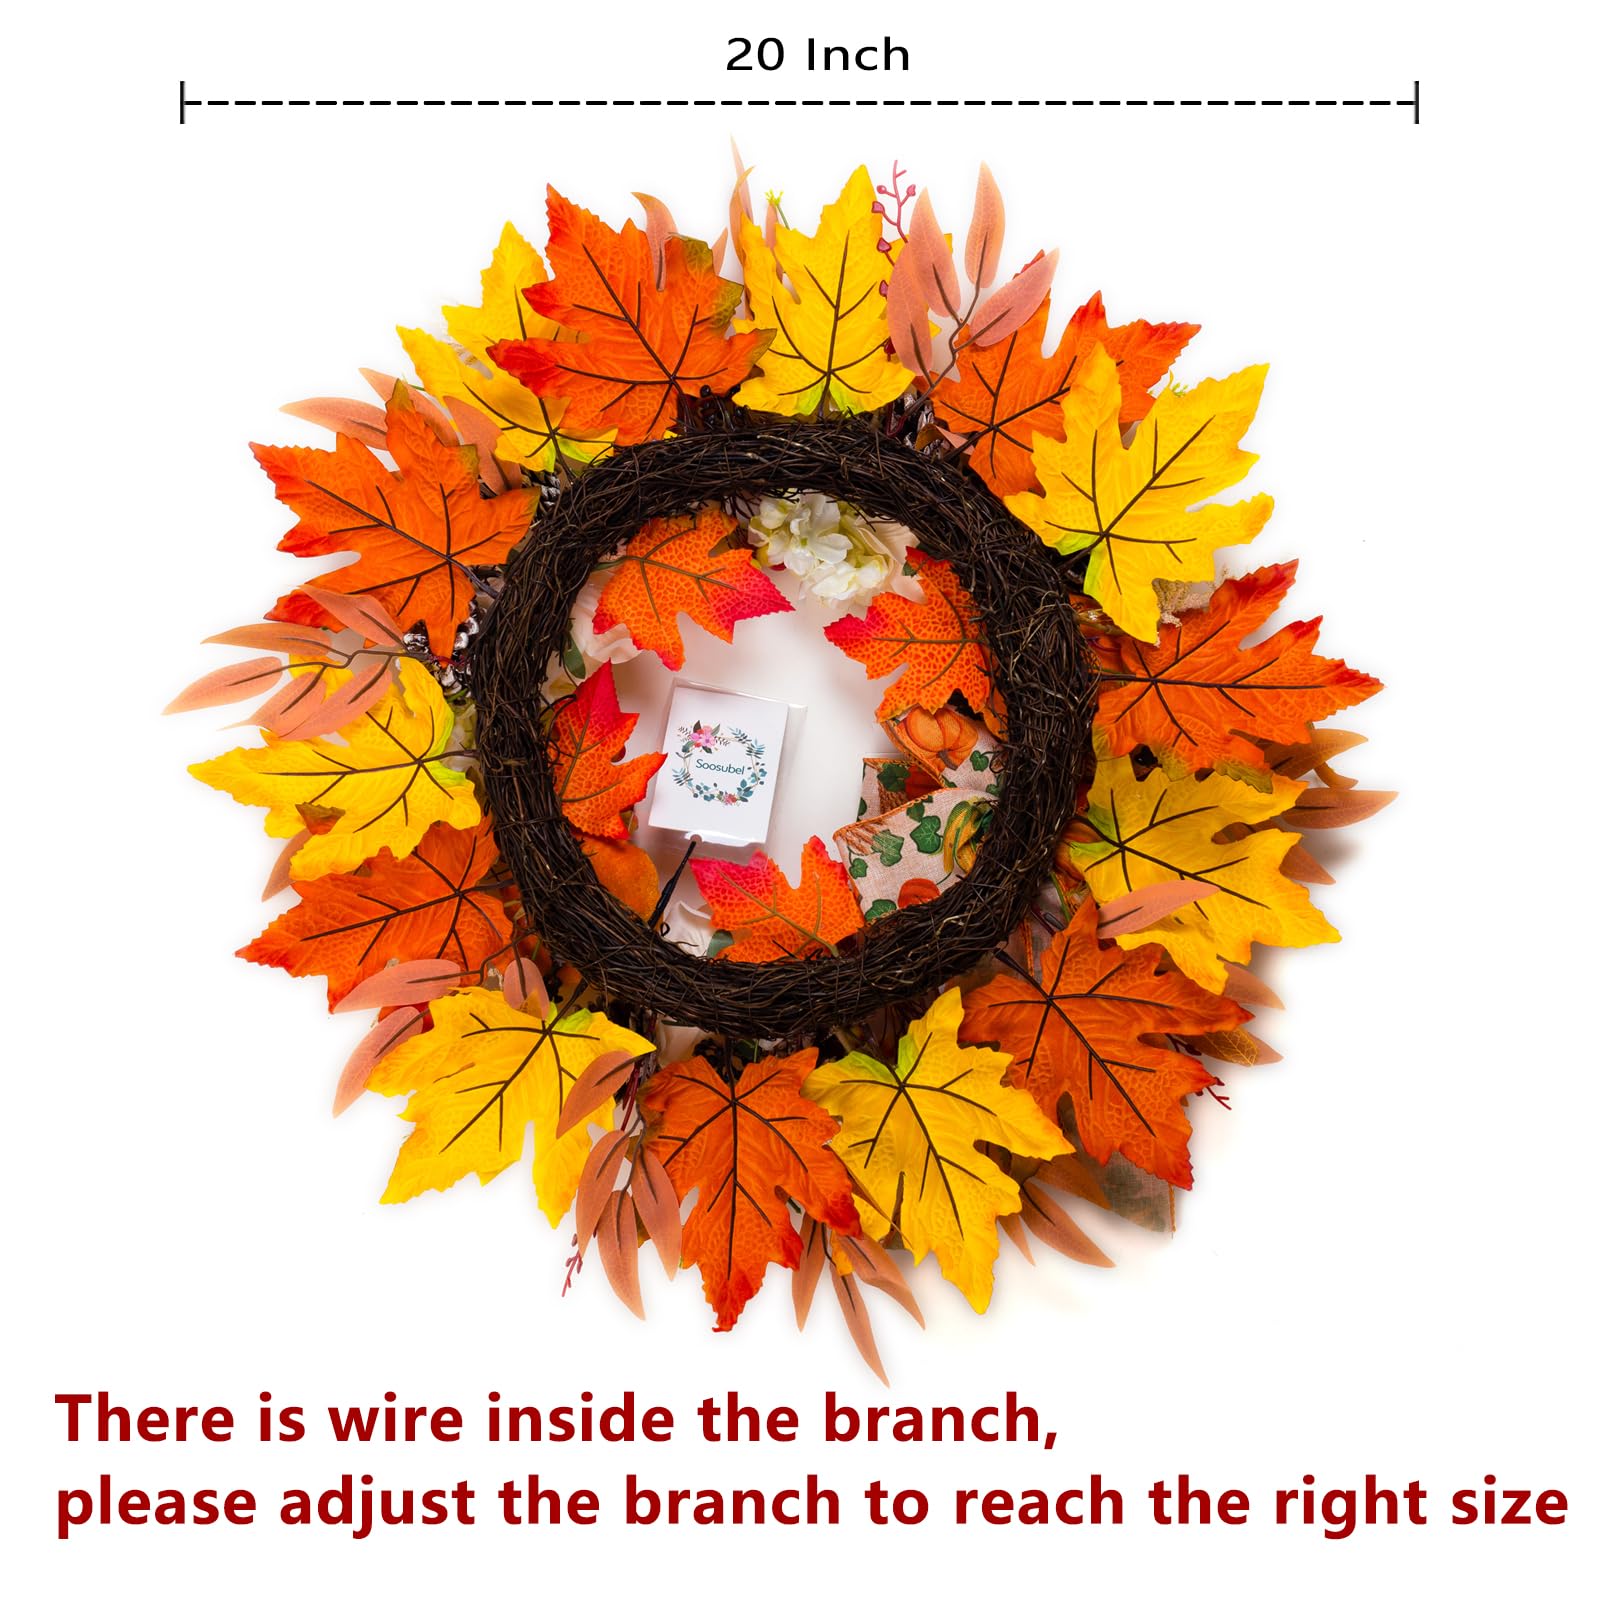 20 Inch
Soosubel
There is wire inside the branch,
please adjust the branch to reach the right size